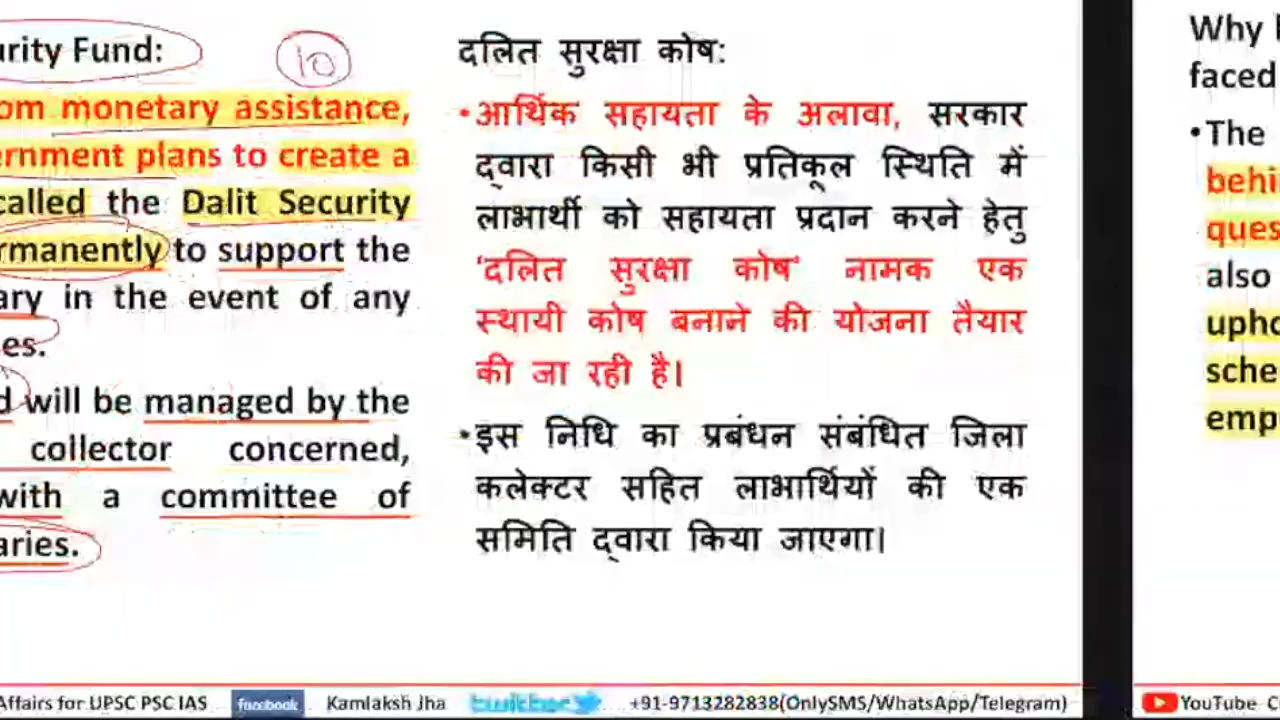 urity Fund:
10
om monetary assistance,
ernment plans to create a
called the Dalit Security
rmanently to support the
ary in the event of any
es.
d will be managed by the
collector concerned,
with a committee of
aries.
दलित सुरक्षा कोष:
•आर्थिक सहायता के अलावा, सरकार
द्वारा किसी भी प्रतिकूल स्थिति में
लाभार्थी को सहायता प्रदान करने हेतु
'दलित सुरक्षा कोष' नामक एक
स्थायी कोष बनाने की योजना तैयार
की जा रही है।
•इस निधि का प्रबंधन संबंधित जिला
कलेक्टर सहित लाभार्थियों की एक
समिति द्वारा किया जाएगा।
Why
faced
•The
behi
ques
also
uph
sche
emp
Affairs for UPSC PSC IAS facebook Kamlaksh Jha +91-9713282838(OnlySMS/WhatsApp/Telegram)
YouTube C